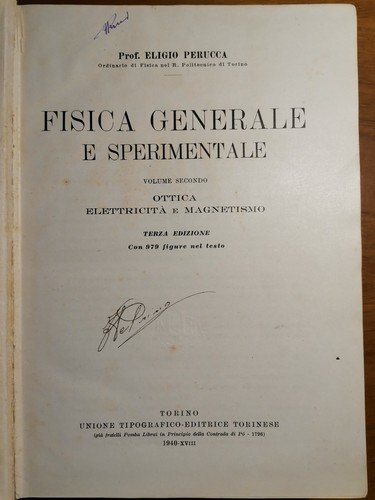 Prof. ELIGIO PERUCCA
Ordinario di Fisica nel R. Politecnico di Torino
FISICA GENERALE
E SPERIMENTALE
VOLUME SECONDO
OTTICA
ELETTRICITÀ E MAGNETISMO
TERZA EDIZIONE
Con 979 figure nel testo
TORINO
UNIONE TIPOGRAFICO-EDITRICE TORINESE
(già fratelli Pomba Librai in Principio della Contrada di Pò - 1796)
1940-XVIII